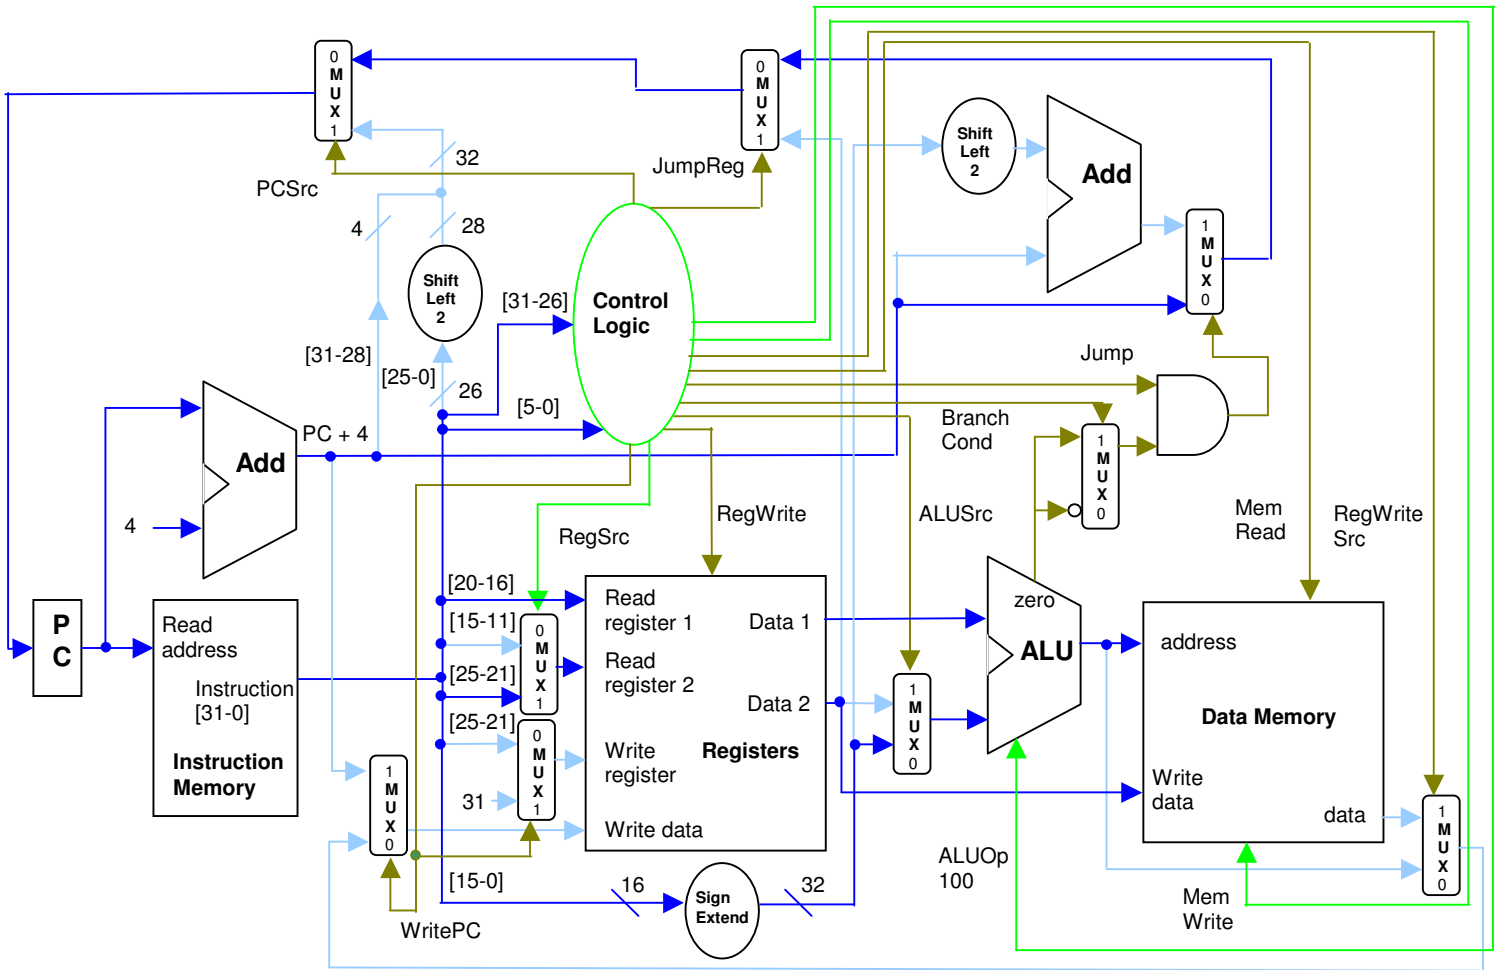 0
M
U
X
1
PCSrc
32
4
28
Shift
Left
2
[31-28]
[25-0]
26
[31-26]
[5-0]
Control
Logic
0
M
U
X
1
JumpReg
Shift
Left
2
Add
1
M
U
X
0
Jump
Branch
Cond
1
M
U
X
0
PC + 4
Add
4
P
C
Read
address
Instruction
[31-0]
Instruction
Memory
RegSrc
RegWrite
ALUSrc
Mem
Read
RegWrite
Src
[20-16]
[15-11]
[25-21]
[25-21]
31
[15-0]
0
M
U
X
1
0
M
U
X
1
1
M
U
X
0
WritePC
Read
register 1
Read
register 2
Write
register
Write data
Data 1
Data 2
Registers
16
Sign
Extend
32
1
M
U
X
0
zero
ALU
ALUOp
100
address
Data Memory
Write
data
data
Mem
Write
1
M
U
X
0